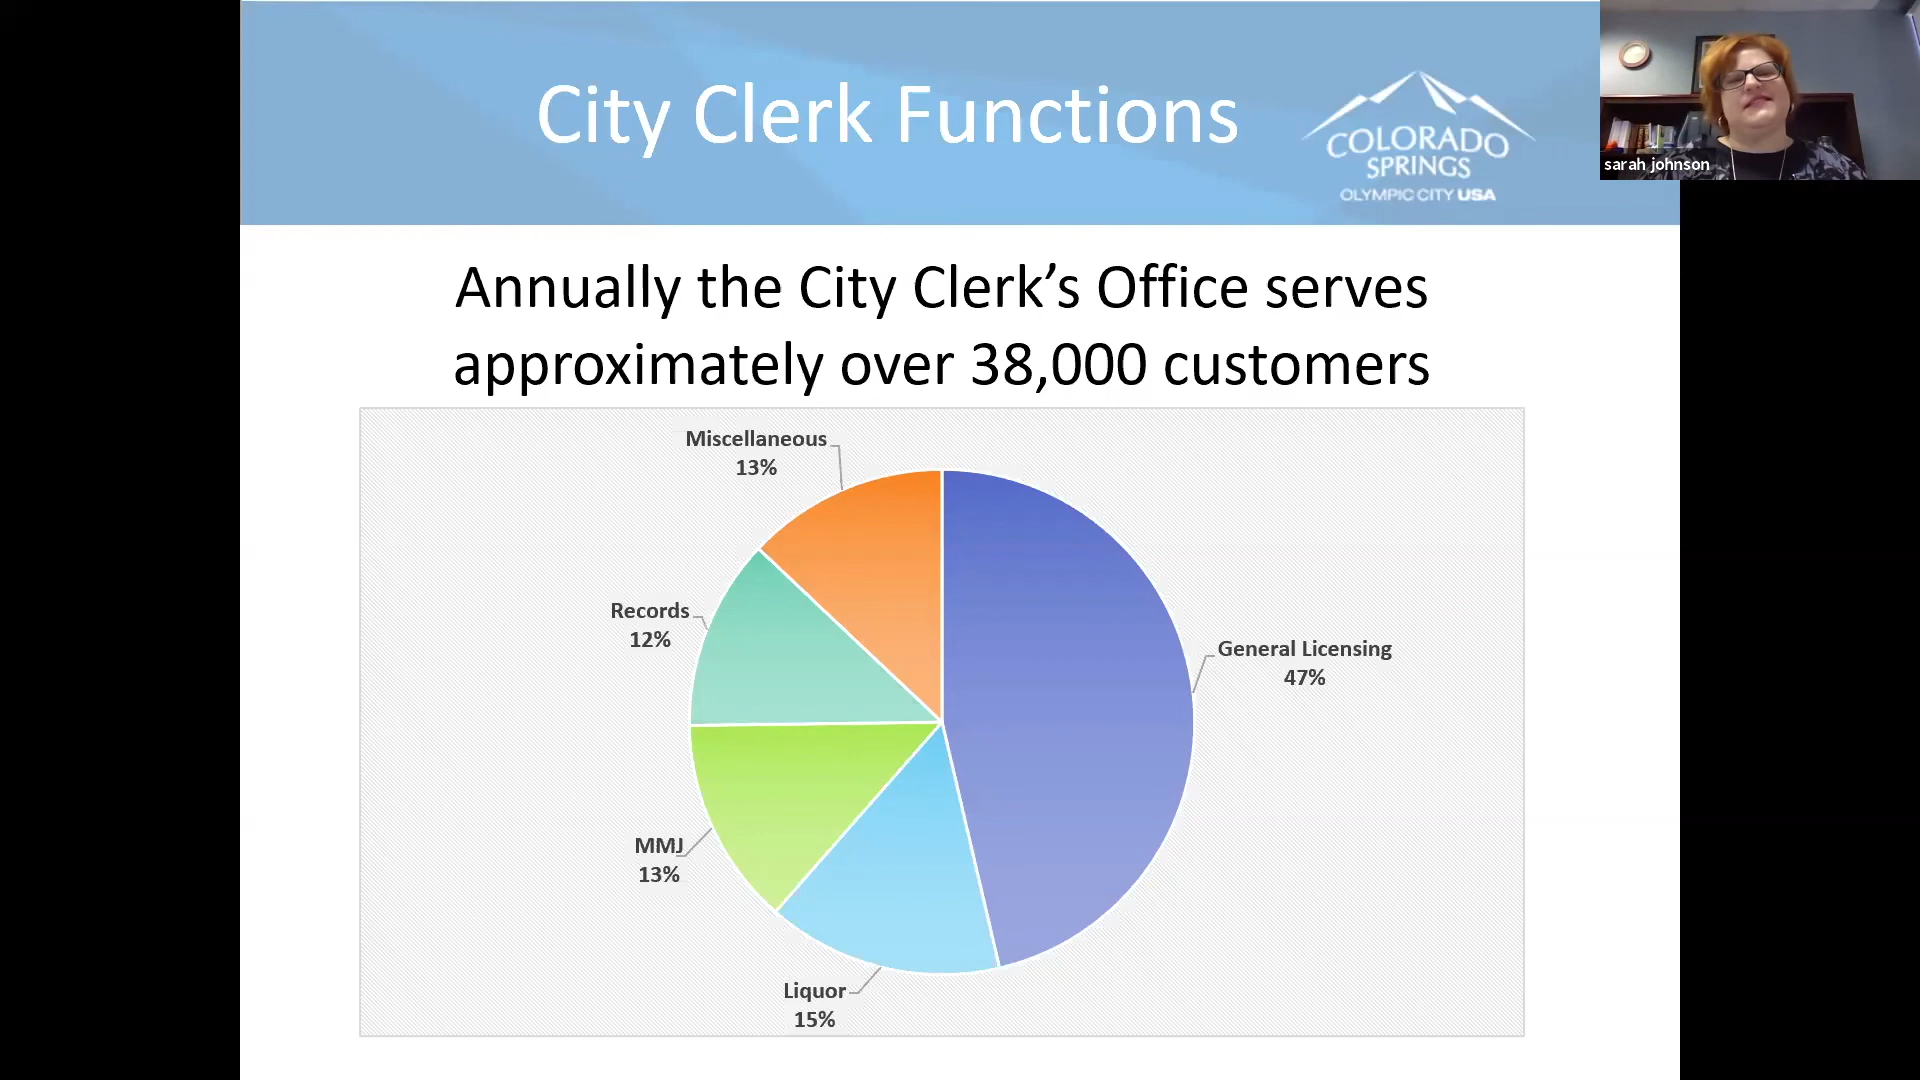 City Clerk Functions
COLORADO
SPRINGS
OLYMPIC CITY USA
sarah johnson
Annually the City Clerk’s Office serves
approximately over 38,000 customers
Miscellaneous
13%
Records
12%
General Licensing
47%
MMJ
13%
Liquor
15%